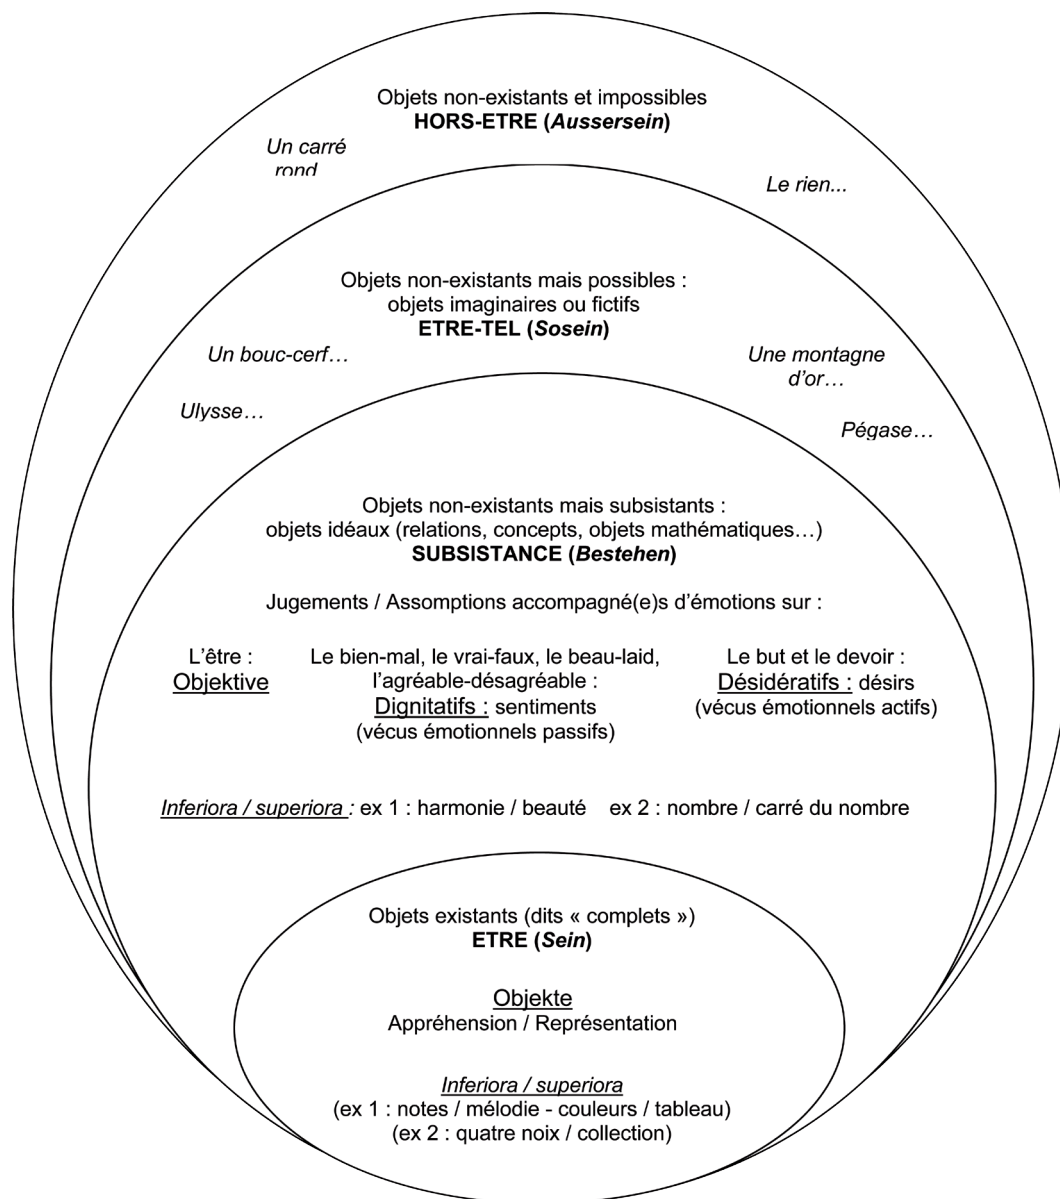 Objets non-existants et impossibles
HORS-ETRE (Aussersein)
Un carré
rond
Le rien...
Objets non-existants mais possibles :
objets imaginaires ou fictifs
ETRE-TEL (Sosein)
Un bouc-cerf…
Une montagne
d’or…
Ulysse…
Pégase…
Objets non-existants mais subsistants :
objets idéaux (relations, concepts, objets mathématiques…)
SUBSISTANCE (Bestehen)
Jugements / Assomptions accompagné(e)s d’émotions sur :
L’être :
Objektive
Le bien-mal, le vrai-faux, le beau-laid,
l’agréable-désagréable :
Dignitatifs : sentiments
(vécus émotionnels passifs)
Le but et le devoir :
Désidératifs : désirs
(vécus émotionnels actifs)
Inferiora / superiora : ex 1 : harmonie / beauté ex 2 : nombre / carré du nombre
Objets existants (dits « complets »)
ETRE (Sein)
Objekte
Appréhension / Représentation
Inferiora / superiora
(ex 1 : notes / mélodie - couleurs / tableau)
(ex 2 : quatre noix / collection)